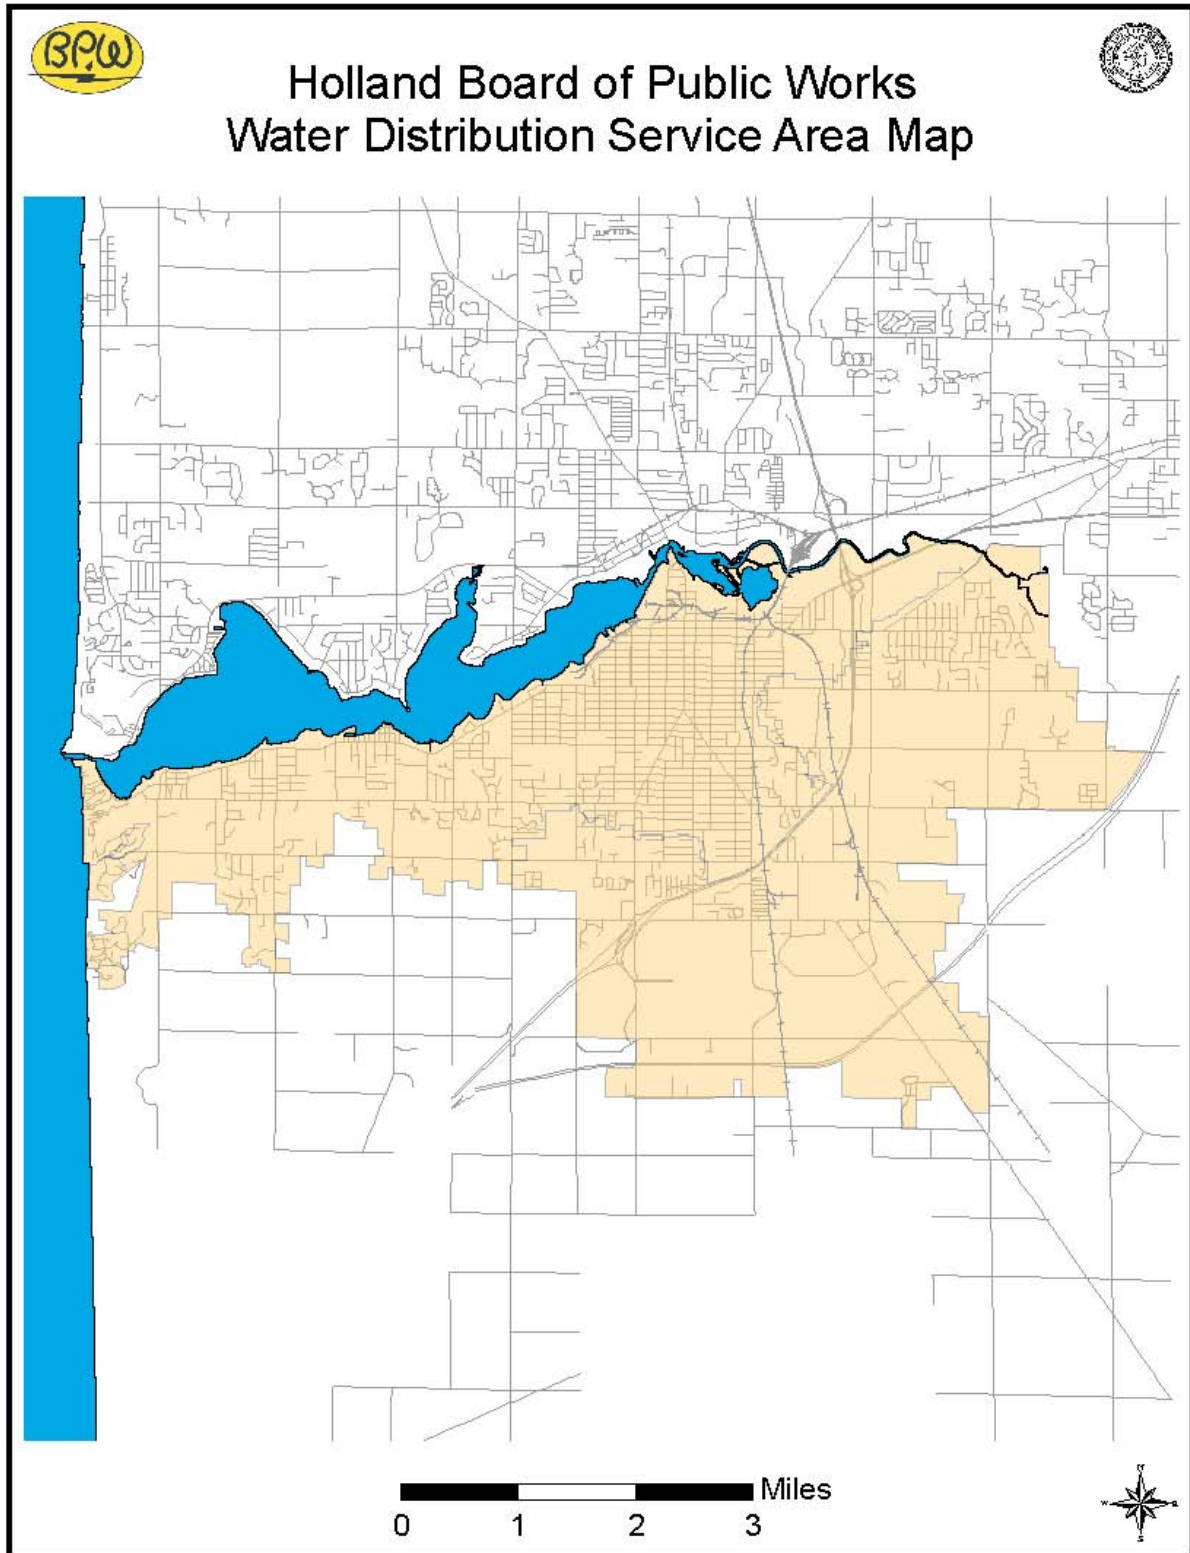 BPW
Holland Board of Public Works
Water Distribution Service Area Map
Miles
0 1 2 3
N
W
E
S